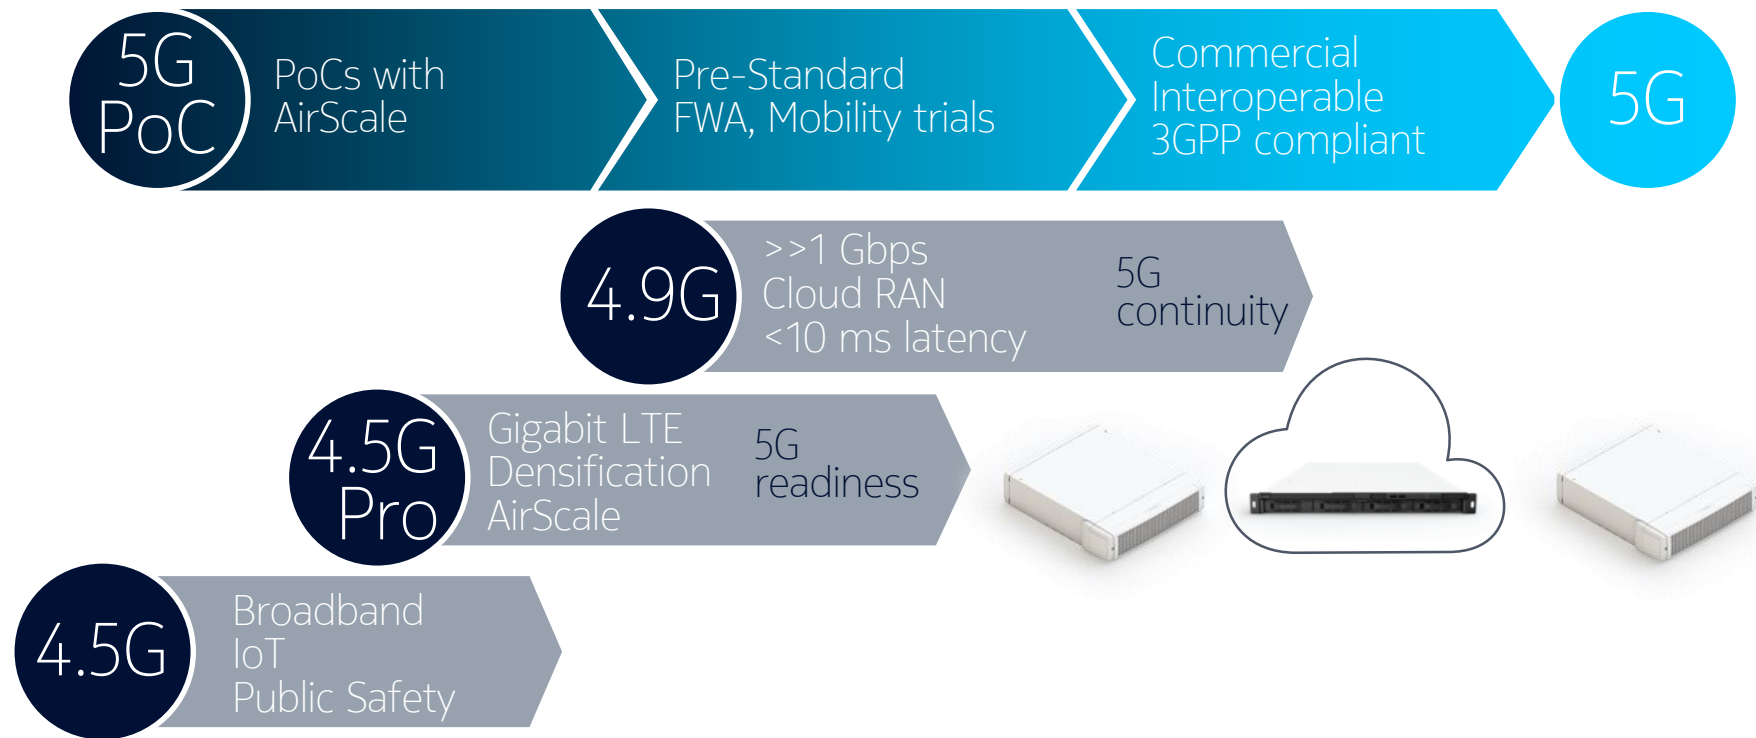 5G
PoC
PoCs with
AirScale
Pre-Standard
FWA, Mobility trials
Commercial
Interoperable
3GPP compliant
5G
4.9G
>>1 Gbps
Cloud RAN
<10 ms latency
5G
continuity
4.5G
Pro
Gigabit LTE
Densification
AirScale
5G
readiness
4.5G
Broadband
IoT
Public Safety